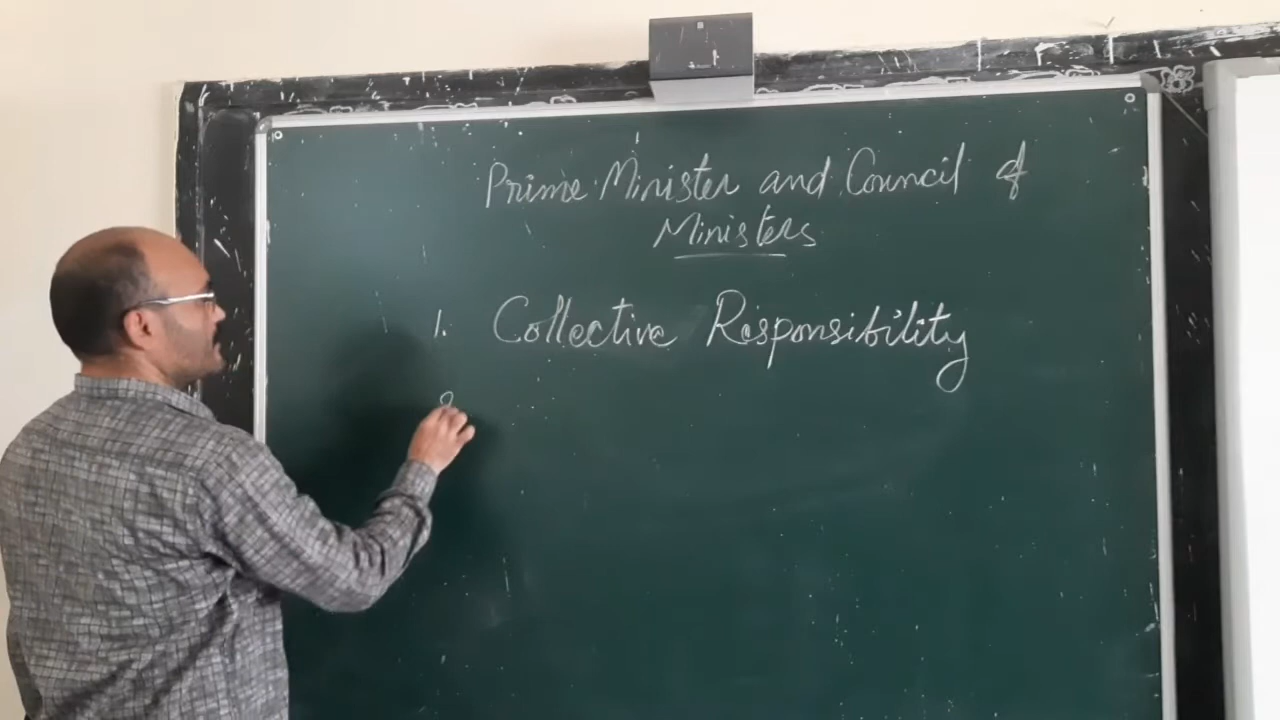 Prime Minister and Council of
Ministers
1. Collective Responsibility